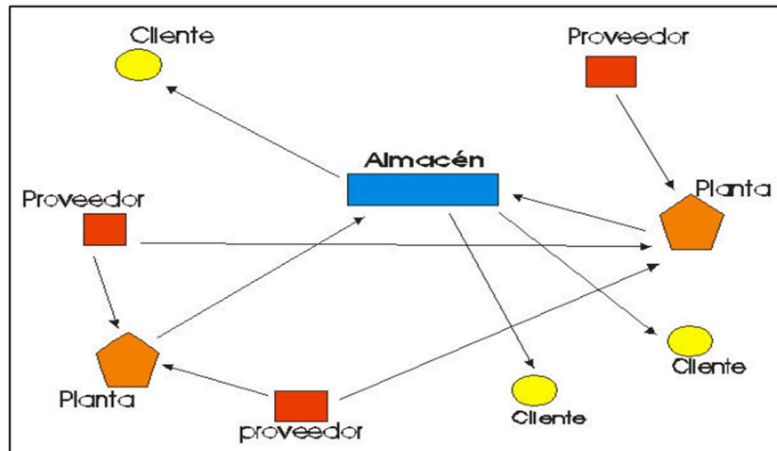 Cliente
Proveedor
Almacén
Planta
Proveedor
Cliente
Planta
Cliente
proveedor